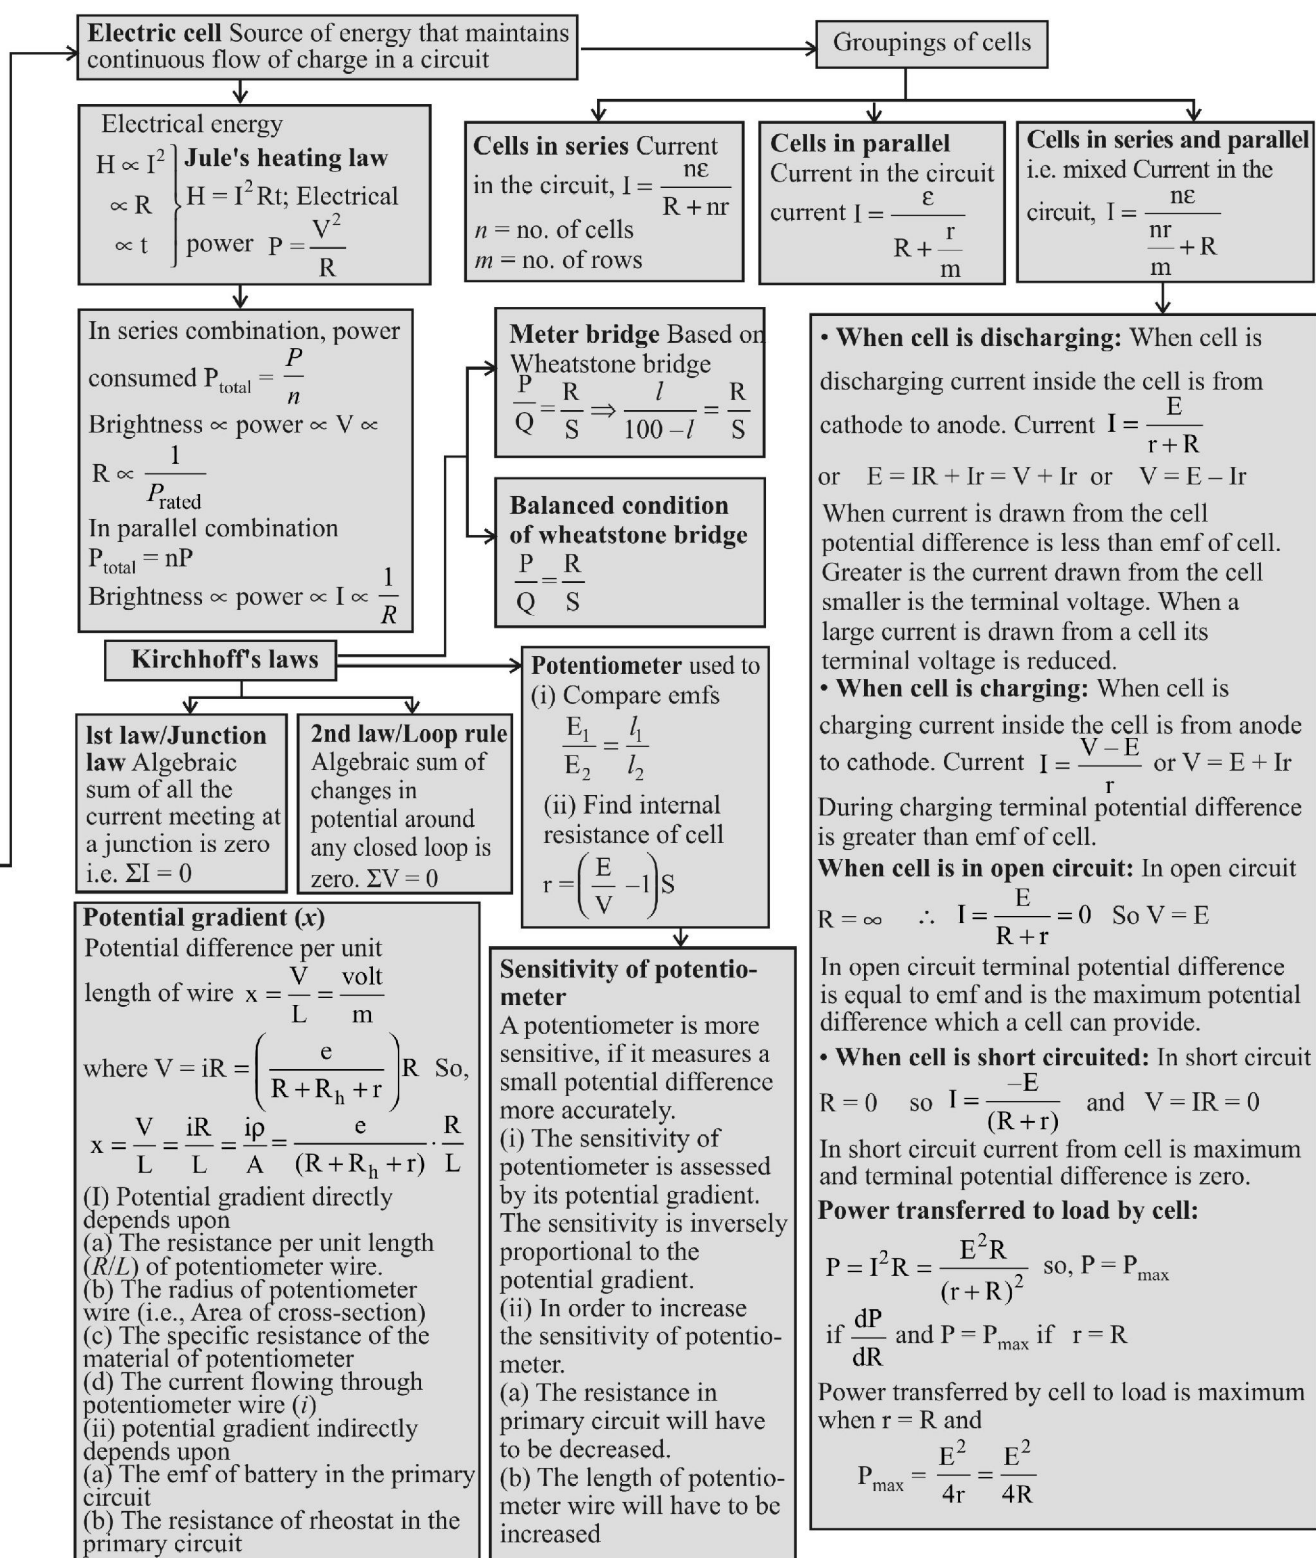 Electric cell Source of energy that maintains
continuous flow of charge in a circuit
Groupings of cells
Electrical energy
H ∝ I²
∝ R
∝ t
Jule's heating law
H = I² Rt; Electrical
power P = V²/R
Cells in series Current
in the circuit, I = nε/(R + nr)
n = no. of cells
m = no. of rows
Cells in parallel
Current in the circuit
current I = ε/(R + r/m)
Cells in series and parallel
i.e. mixed Current in the
circuit, I = nε/(nr/m + R)
In series combination, power
consumed P_total = P/n
Brightness ∝ power ∝ V ∝
R ∝ 1/P_rated
In parallel combination
P_total = nP
Brightness ∝ power ∝ I ∝ 1/R
Meter bridge Based on
Wheatstone bridge
P/Q = R/S ⇒ l/(100 – l) = R/S
Balanced condition
of wheatstone bridge
P/Q = R/S
Kirchhoff's laws
Ist law/Junction
law Algebraic
sum of all the
current meeting at
a junction is zero
i.e. ΣI = 0
2nd law/Loop rule
Algebraic sum of
changes in
potential around
any closed loop is
zero. ΣV = 0
Potentiometer used to
(i) Compare emfs
E₁/E₂ = l₁/l₂
(ii) Find internal
resistance of cell
r = (E/V – 1)S
Potential gradient (x)
Potential difference per unit
length of wire x = V/L = volt/m
where V = iR = (e/(R + R_h + r))R So,
x = V/L = iR/L = iρ/A = e/(R + R_h + r) · R/L
(I) Potential gradient directly
depends upon
(a) The resistance per unit length
(R/L) of potentiometer wire.
(b) The radius of potentiometer
wire (i.e., Area of cross-section)
(c) The specific resistance of the
material of potentiometer
(d) The current flowing through
potentiometer wire (i)
(ii) potential gradient indirectly
depends upon
(a) The emf of battery in the primary
circuit
(b) The resistance of rheostat in the
primary circuit
Sensitivity of potentio-
meter
A potentiometer is more
sensitive, if it measures a
small potential difference
more accurately.
(i) The sensitivity of
potentiometer is assessed
by its potential gradient.
The sensitivity is inversely
proportional to the
potential gradient.
(ii) In order to increase
the sensitivity of potentio-
meter.
(a) The resistance in
primary circuit will have
to be decreased.
(b) The length of potentio-
meter wire will have to be
increased
• When cell is discharging: When cell is
discharging current inside the cell is from
cathode to anode. Current I = E/(r + R)
or E = IR + Ir = V + Ir or V = E – Ir
When current is drawn from the cell
potential difference is less than emf of cell.
Greater is the current drawn from the cell
smaller is the terminal voltage. When a
large current is drawn from a cell its
terminal voltage is reduced.
• When cell is charging: When cell is
charging current inside the cell is from anode
to cathode. Current I = (V – E)/r or V = E + Ir
During charging terminal potential difference
is greater than emf of cell.
When cell is in open circuit: In open circuit
R = ∞ ∴ I = E/(R + r) = 0 So V = E
In open circuit terminal potential difference
is equal to emf and is the maximum potential
difference which a cell can provide.
• When cell is short circuited: In short circuit
R = 0 so I = –E/(R + r) and V = IR = 0
In short circuit current from cell is maximum
and terminal potential difference is zero.
Power transferred to load by cell:
P = I²R = E²R/(r + R)² so, P = P_max
if dP/dR and P = P_max if r = R
Power transferred by cell to load is maximum
when r = R and
P_max = E²/4r = E²/4R